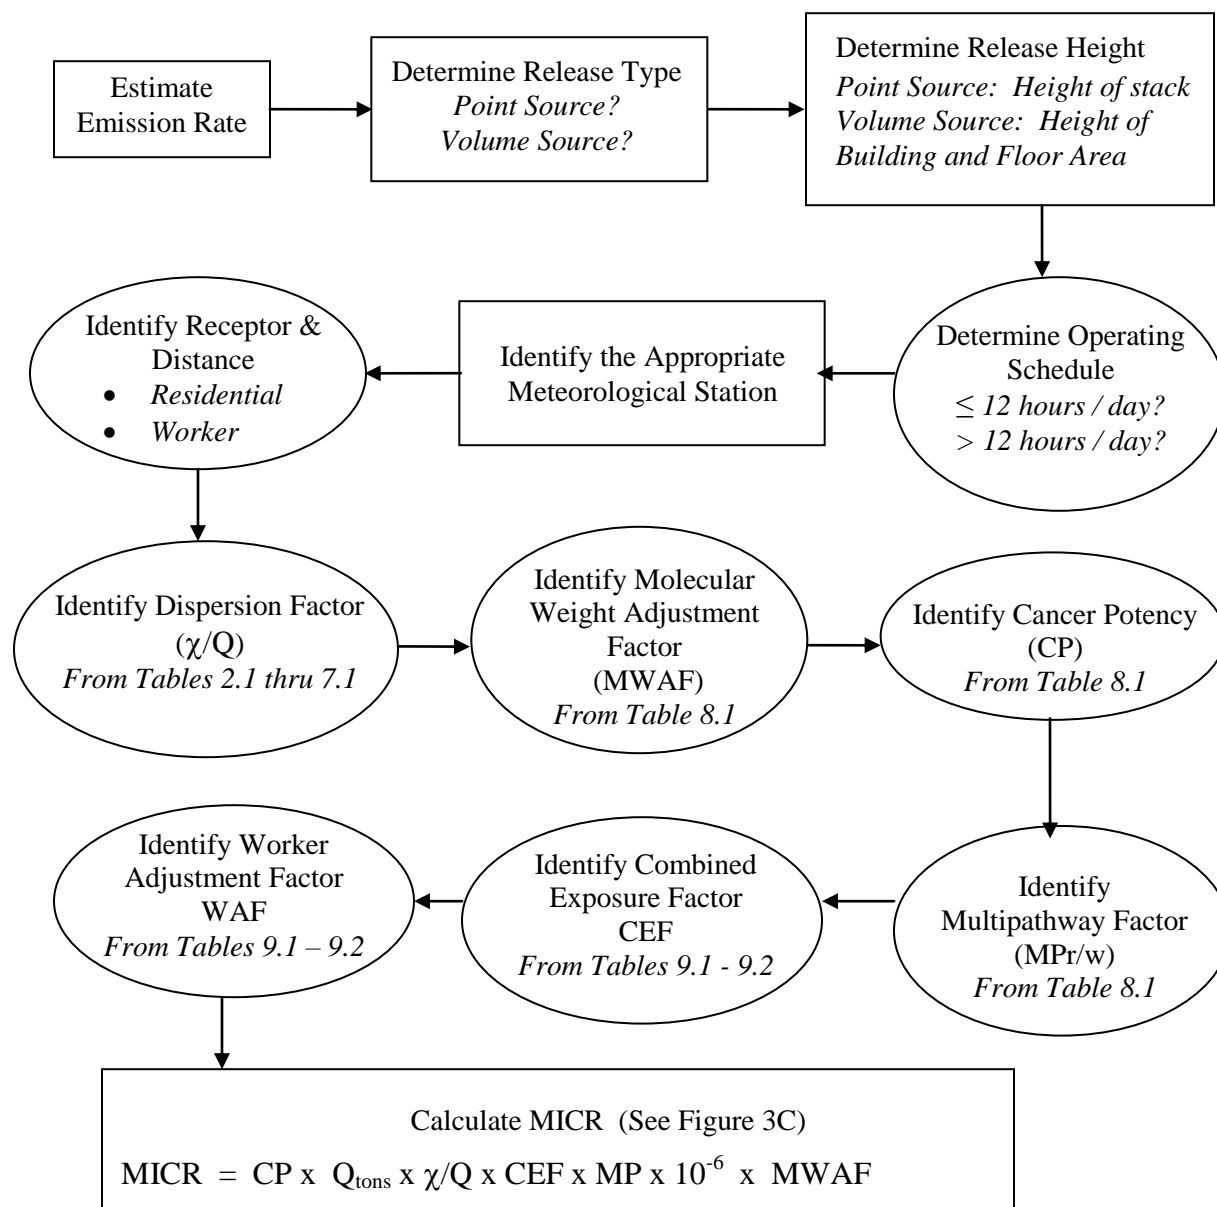 Estimate
Emission Rate
Determine Release Type
Point Source?
Volume Source?
Determine Release Height
Point Source:  Height of stack
Volume Source:  Height of
Building and Floor Area
Determine Operating
Schedule
≤ 12 hours / day?
> 12 hours / day?
Identify the Appropriate
Meteorological Station
Identify Receptor &
Distance
• Residential
• Worker
Identify Dispersion Factor
(χ/Q)
From Tables 2.1 thru 7.1
Identify Molecular
Weight Adjustment
Factor
(MWAF)
From Table 8.1
Identify Cancer Potency
(CP)
From Table 8.1
Identify
Multipathway Factor
(MPr/w)
From Table 8.1
Identify Combined
Exposure Factor
CEF
From Tables 9.1 - 9.2
Identify Worker
Adjustment Factor
WAF
From Tables 9.1 – 9.2
Calculate MICR  (See Figure 3C)
MICR  =  CP x  Qtons x χ/Q x CEF x MP x 10⁻⁶  x  MWAF